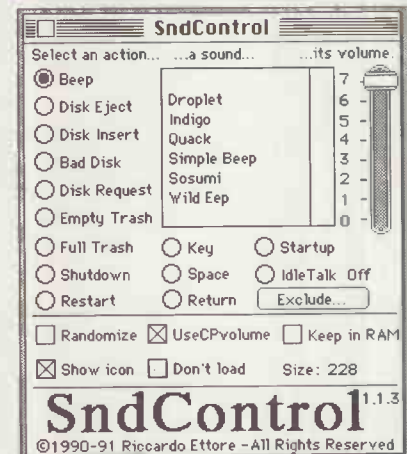 SndControl
Select an action... ...a sound... ...its volume.
Beep
Disk Eject
Disk Insert
Bad Disk
Disk Request
Empty Trash
Droplet
Indigo
Quack
Simple Beep
Sosumi
Wild Eep
7
6
5
4
3
2
1
0
Full Trash Key Startup
Shutdown Space IdleTalk Off
Restart Return Exclude...
Randomize UseCPvolume Keep in RAM
Show icon Don't load Size: 228
SndControl 1.1.3
©1990-91 Riccardo Ettore -All Rights Reserved